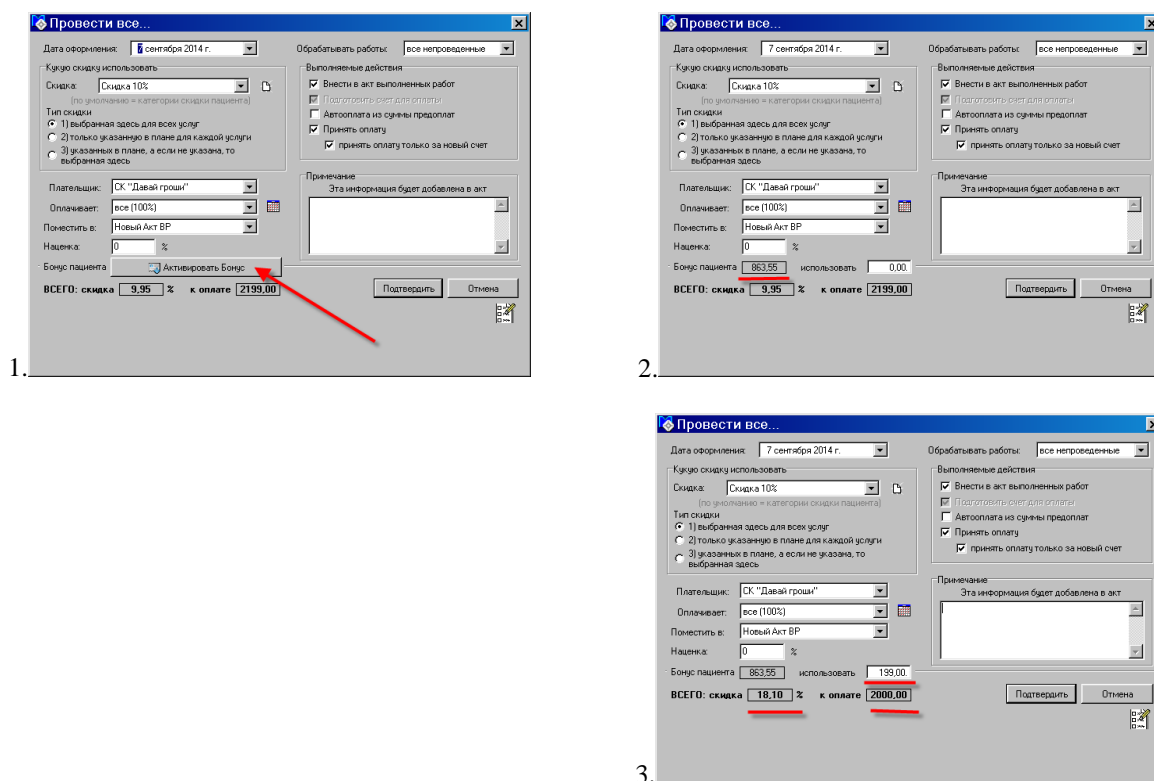 Провести все...
Дата оформления: 7 сентября 2014 г. Обрабатывать работы: все непроведенные
Кукую скидку использовать Выполняемые действия
Скидка: Скидка 10% Внести в акт выполненных работ
(по умолчанию = категории скидки пациента) Подготовить счет для оплаты
Тип скидки Автооплата из суммы предоплат
1) выбранная здесь для всех услуг Принять оплату
2) только указанную в плане для каждой услуги принять оплату только за новый счет
3) указанных в плане, а если не указана, то
выбранная здесь
Примечание
Плательщик: СК "Давай гроши" Эта информация будет добавлена в акт
Оплачивает: все (100%)
Поместить в: Новый Акт ВР
Наценка: 0 %
Бонус пациента Активировать Бонус
ВСЕГО: скидка 9,95 % к оплате 2199,00 Подтвердить Отмена
1.
Провести все...
Дата оформления: 7 сентября 2014 г. Обрабатывать работы: все непроведенные
Кукую скидку использовать Выполняемые действия
Скидка: Скидка 10% Внести в акт выполненных работ
(по умолчанию = категории скидки пациента) Подготовить счет для оплаты
Тип скидки Автооплата из суммы предоплат
1) выбранная здесь для всех услуг Принять оплату
2) только указанную в плане для каждой услуги принять оплату только за новый счет
3) указанных в плане, а если не указана, то
выбранная здесь
Примечание
Плательщик: СК "Давай гроши" Эта информация будет добавлена в акт
Оплачивает: все (100%)
Поместить в: Новый Акт ВР
Наценка: 0 %
Бонус пациента 863,55 использовать 0,00.
ВСЕГО: скидка 9,95 % к оплате 2199,00 Подтвердить Отмена
2.
Провести все...
Дата оформления: 7 сентября 2014 г. Обрабатывать работы: все непроведенные
Кукую скидку использовать Выполняемые действия
Скидка: Скидка 10% Внести в акт выполненных работ
(по умолчанию = категории скидки пациента) Подготовить счет для оплаты
Тип скидки Автооплата из суммы предоплат
1) выбранная здесь для всех услуг Принять оплату
2) только указанную в плане для каждой услуги принять оплату только за новый счет
3) указанных в плане, а если не указана, то
выбранная здесь
Примечание
Плательщик: СК "Давай гроши" Эта информация будет добавлена в акт
Оплачивает: все (100%)
Поместить в: Новый Акт ВР
Наценка: 0 %
Бонус пациента 863,55 использовать 199,00.
ВСЕГО: скидка 18,10 % к оплате 2000,00 Подтвердить Отмена
3.